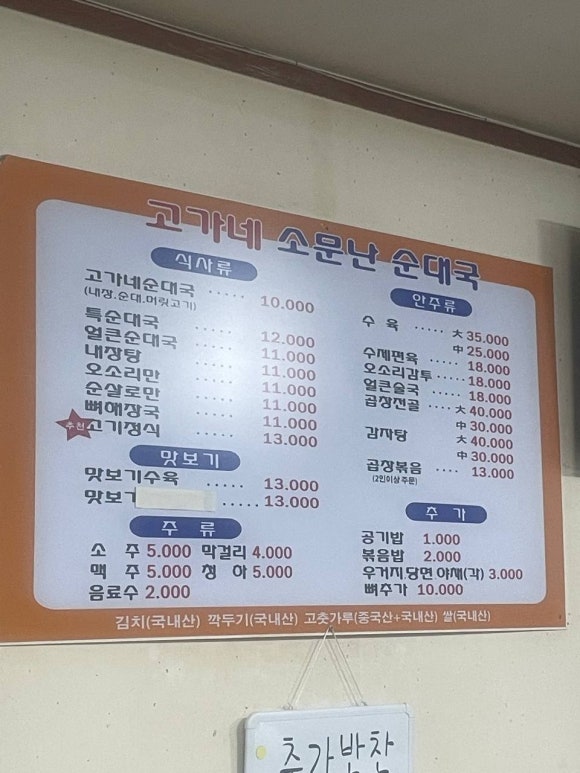 고가네 소문난 순대국
식사류
고가네순대국 ..... 10.000
(내장.순대.머릿고기)
특순대국 ..... 12.000
얼큰순대국 ..... 11.000
내장탕 ..... 11.000
오소리만 ..... 11.000
순살로만 ..... 11.000
뼈해장국 ..... 11.000
추천 고기정식 ..... 13.000
맛보기
맛보기수육 ..... 13.000
맛보기 ..... 13.000
주 류
소 주 5.000 막걸리 4.000
맥 주 5.000 청 하 5.000
음료수 2.000
안주류
수 육 ..... 大 35.000
中 25.000
수제편육 ..... 18.000
오소리감투 ..... 18.000
얼큰술국 ..... 18.000
곱창전골 .... 大 40.000
中 30.000
감자탕 大 40.000
中 30.000
곱창볶음 .... 13.000
(2인이상 주문)
추 가
공기밥 1.000
볶음밥 2.000
우거지.당면.야채(각) 3.000
뼈추가 10.000
김치(국내산) 깍두기(국내산) 고춧가루(중국산+국내산) 쌀(국내산)
추가반찬